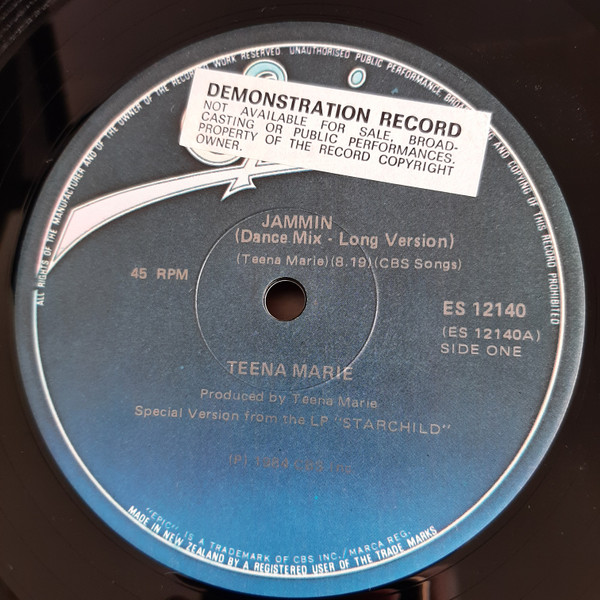 ALL RIGHTS OF THE MANUFACTURER AND OF THE OWNER OF THE RECORDED WORK RESERVED UNAUTHORISED PUBLIC PERFORMANCE, AND COPYING OF THIS RECORD PROHIBITED
DEMONSTRATION RECORD
NOT AVAILABLE FOR SALE, BROAD-
CASTING OR PUBLIC PERFORMANCES.
PROPERTY OF THE RECORD COPYRIGHT
OWNER.
JAMMIN
(Dance Mix - Long Version)
(Teena Marie)(8.19)(CBS Songs)
45 RPM
ES 12140
(ES 12140A)
SIDE ONE
TEENA MARIE
Produced by Teena Marie
Special Version from the LP "STARCHILD"
"EPIC" IS A TRADEMARK OF CBS INC./MARCA REG.
MADE IN NEW ZEALAND BY A REGISTERED USER OF THE TRADE MARKS